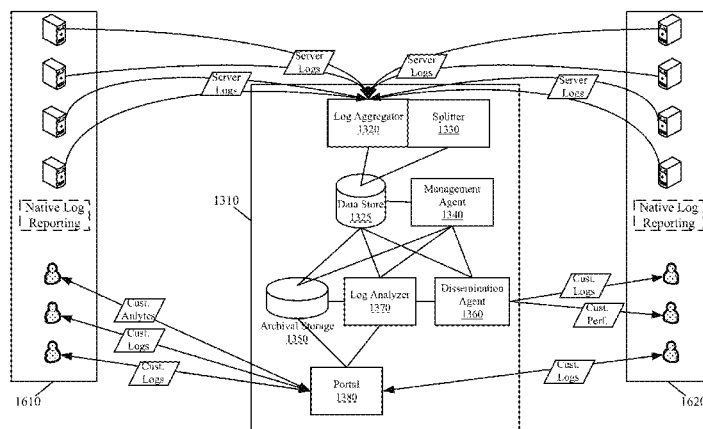 Server
Logs
Server
Logs
Server
Logs
Server
Logs
Log Aggregator
1320
Splitter
1330
1310
Native Log
Reporting
Native Log
Reporting
Data Store
1325
Management
Agent
1340
Cust.
Anlytcs
Cust.
Logs
Cust.
Logs
Archival Storage
1350
Log Analyzer
1370
Dissemination
Agent
1360
Cust.
Logs
Cust.
Perf.
Cust.
Logs
Portal
1380
1610
1620